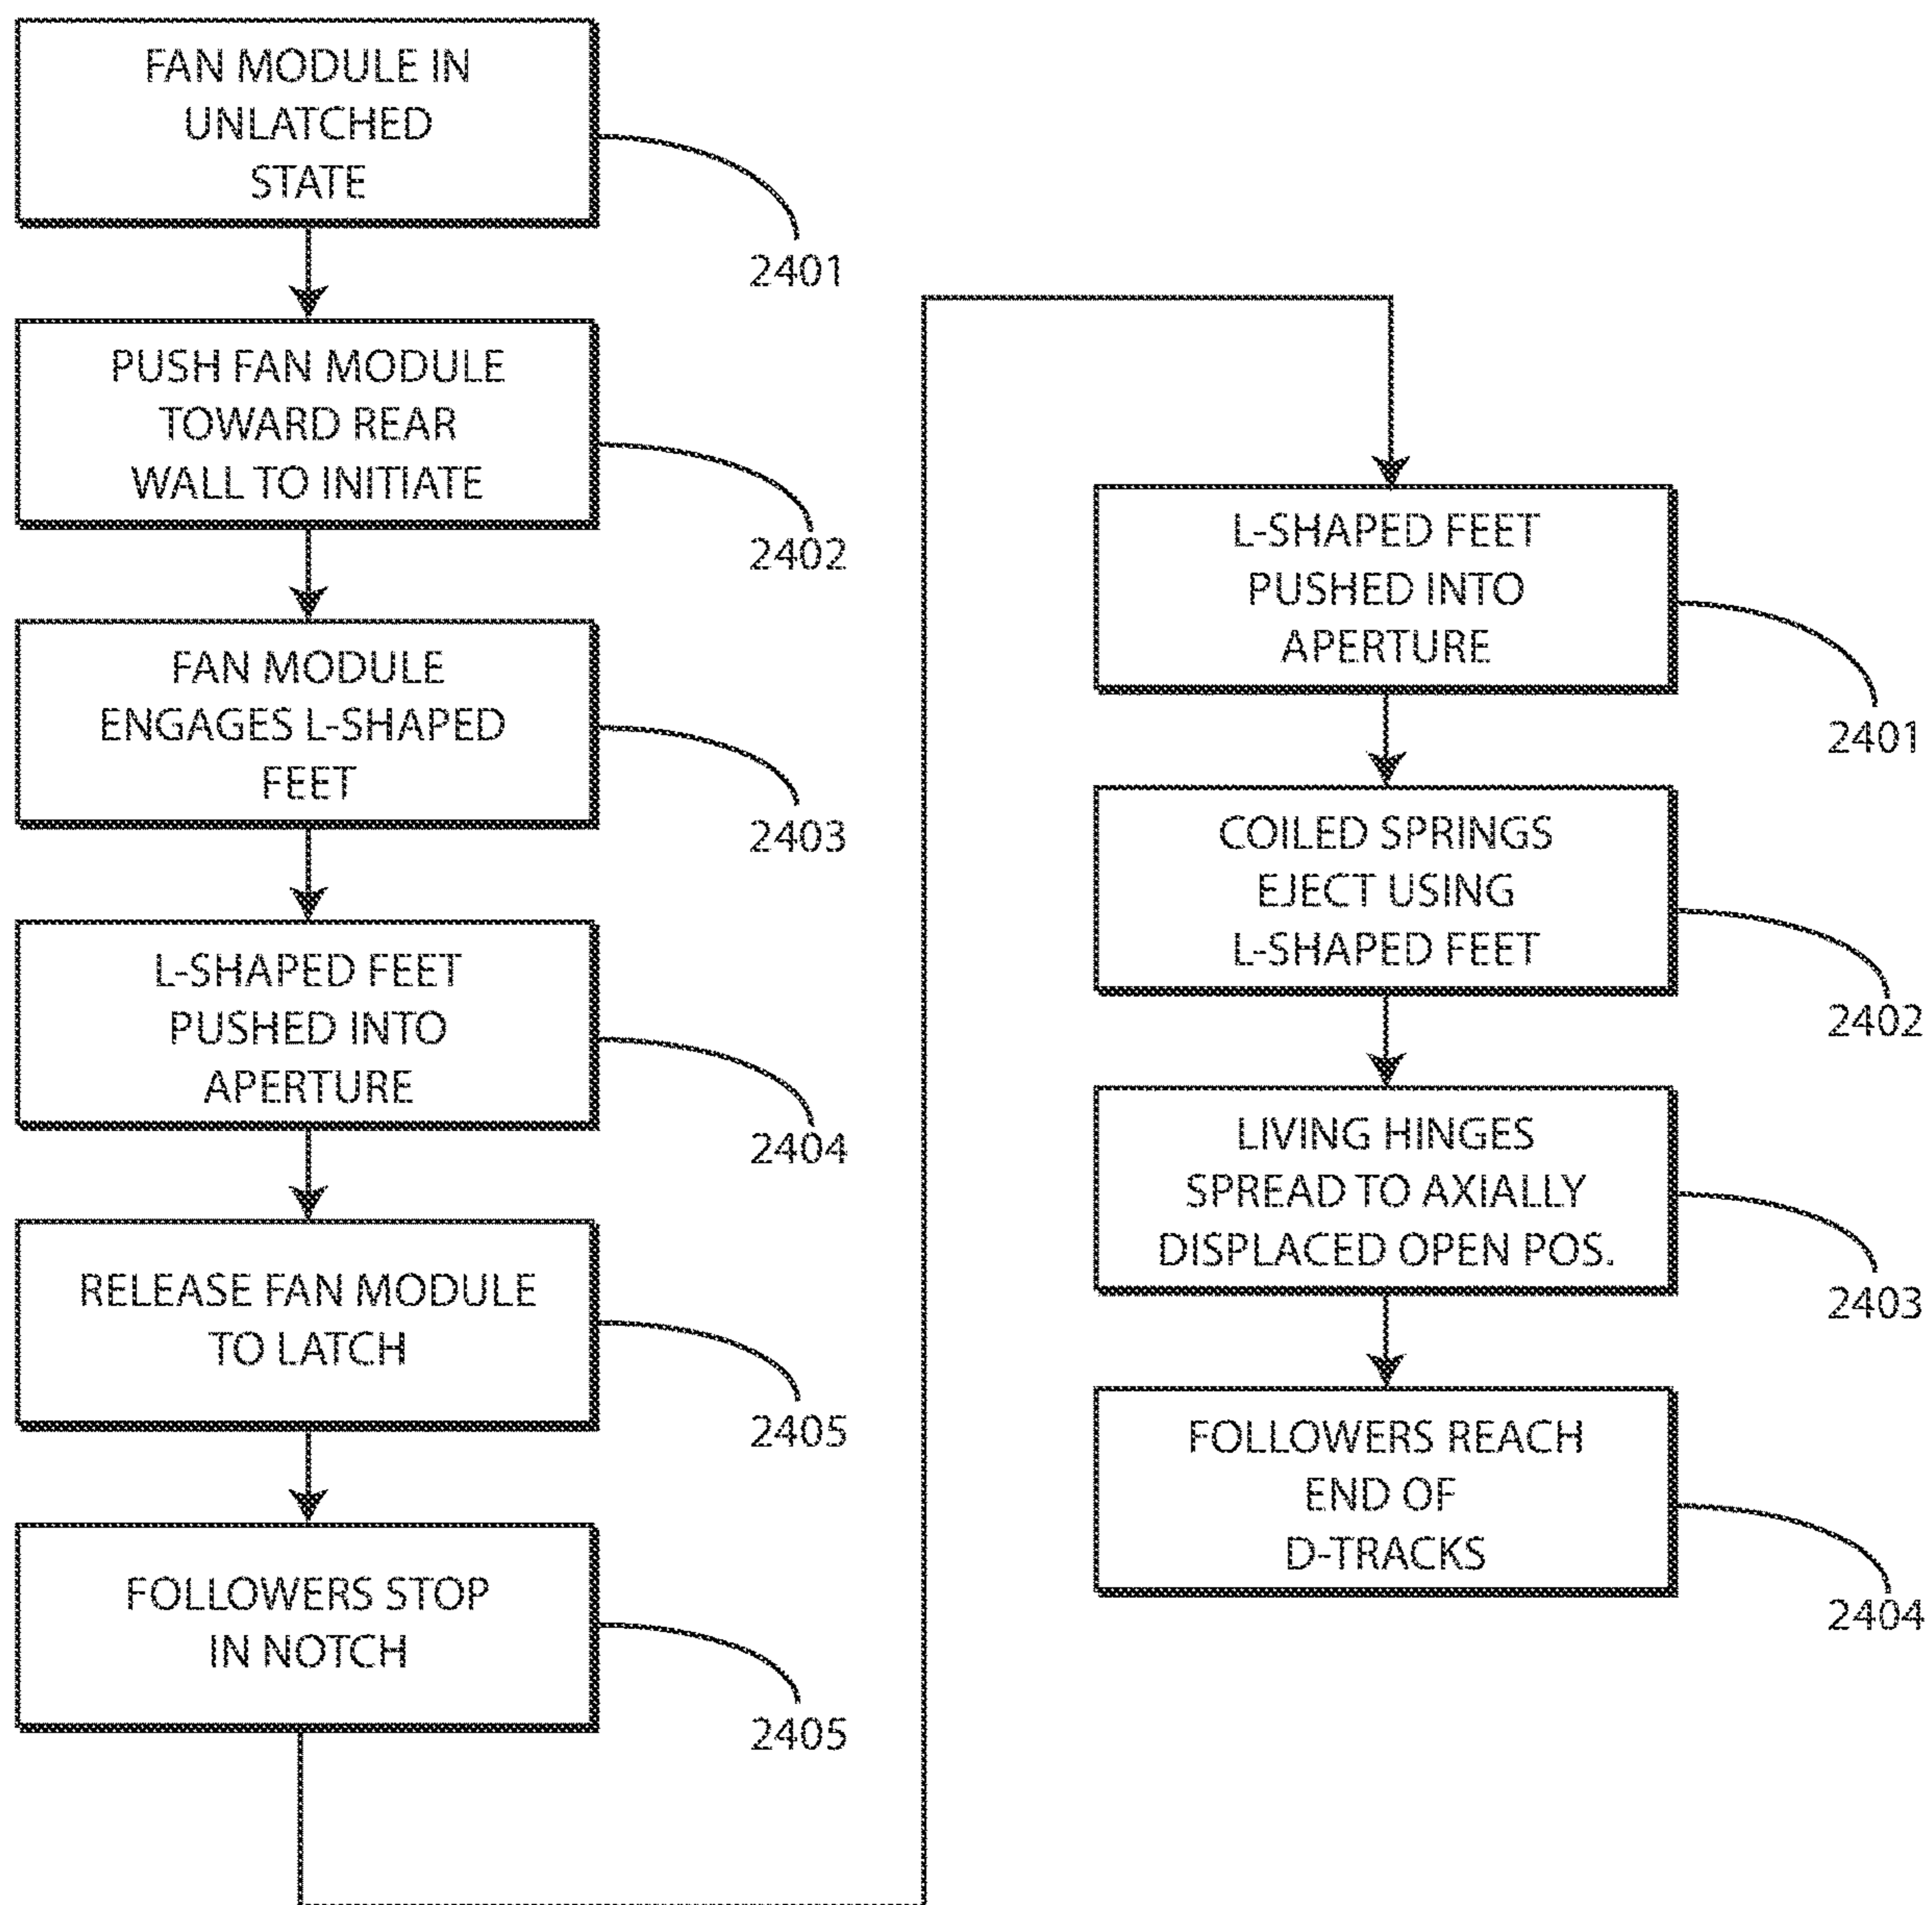 FAN MODULE IN
UNLATCHED
STATE
2401
PUSH FAN MODULE
TOWARD REAR
WALL TO INITIATE
2402
FAN MODULE
ENGAGES L-SHAPED
FEET
2403
L-SHAPED FEET
PUSHED INTO
APERTURE
2404
RELEASE FAN MODULE
TO LATCH
2405
FOLLOWERS STOP
IN NOTCH
2405
L-SHAPED FEET
PUSHED INTO
APERTURE
2401
COILED SPRINGS
EJECT USING
L-SHAPED FEET
2402
LIVING HINGES
SPREAD TO AXIALLY
DISPLACED OPEN POS.
2403
FOLLOWERS REACH
END OF
D-TRACKS
2404